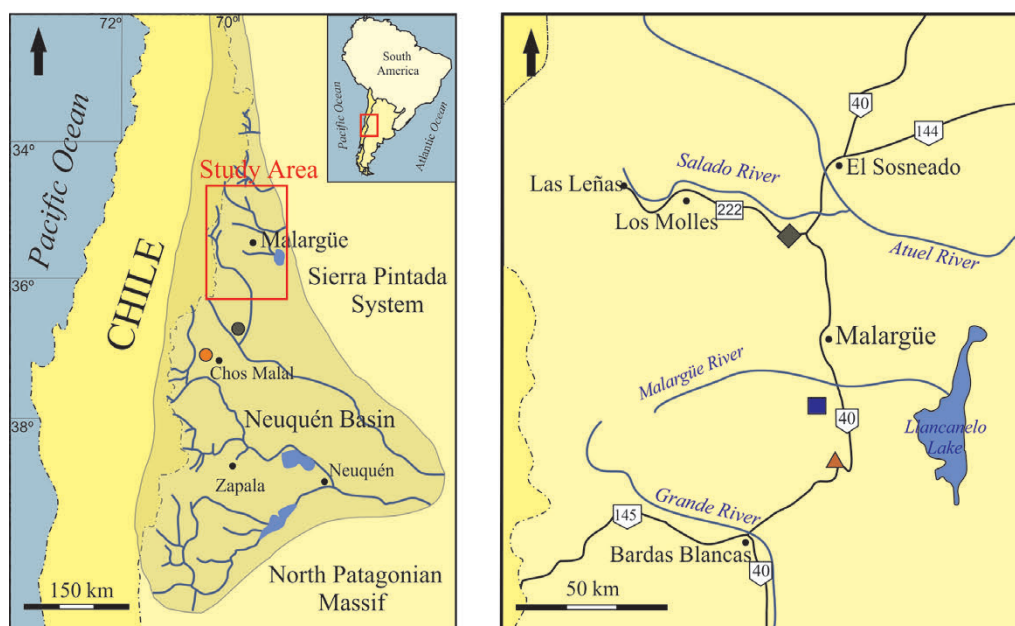 72°
70°
South
America
Pacific Ocean
Atlantic Ocean
Pacific Ocean
34°
Study Area
Malargüe
36°
Sierra Pintada
System
CHILE
Chos Malal
Neuquén Basin
38°
Zapala
Neuquén
North Patagonian
Massif
150 km
40
144
El Sosneado
Salado River
Las Leñas
222
Los Molles
Atuel River
Malargüe
Malargüe River
40
Llancanelo
Lake
Grande River
145
Bardas Blancas
40
50 km